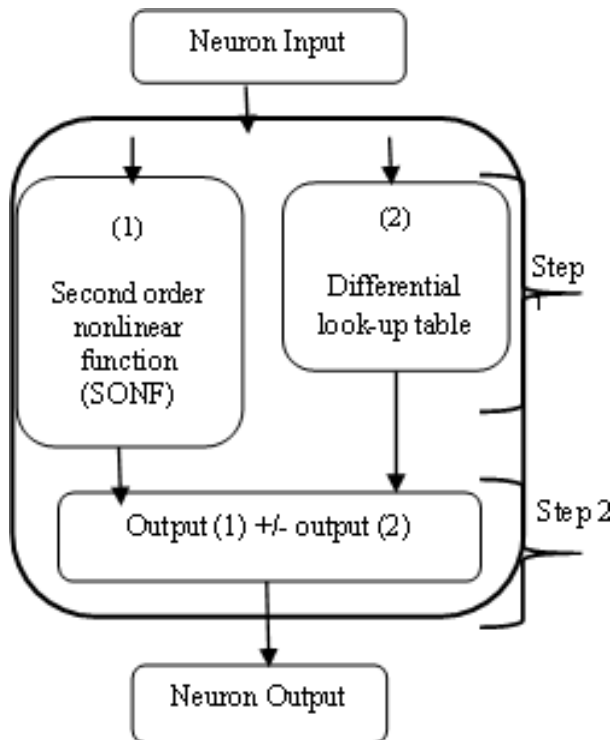 Neuron Input
(1)
Second order
nonlinear
function
(SONF)
(2)
Differential
look-up table
Step
1
Output (1) +/- output (2)
Step 2
Neuron Output